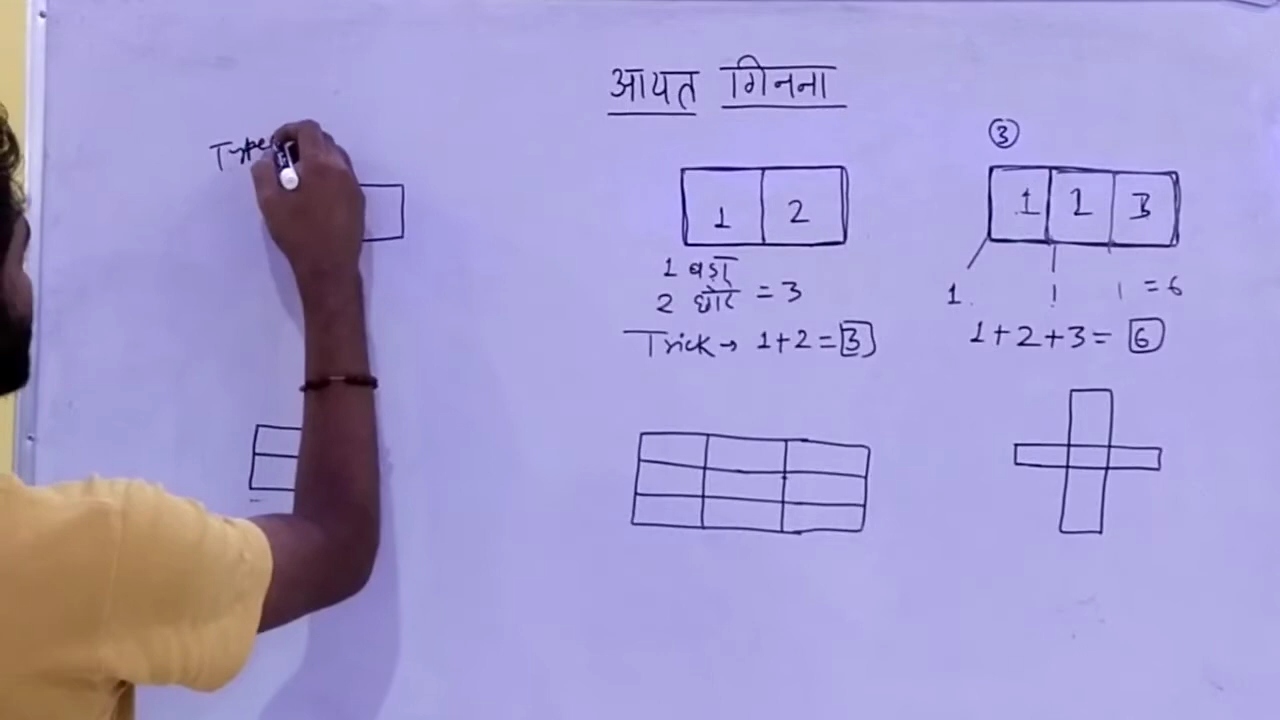 आयत गिनना
Type
1 2
1 बड़ा
2 छोटे = 3
Trick → 1+2 = 3
③
1 2 3
1. 1 1 = 6
1+2+3 = 6